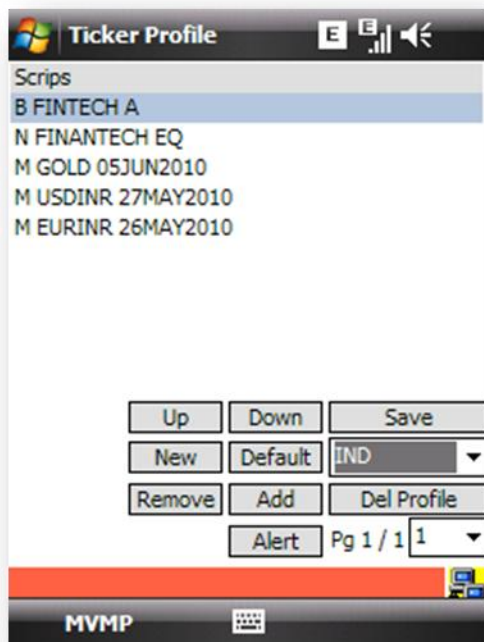 Ticker Profile E E
Scrips
B FINTECH A
N FINANTECH EQ
M GOLD 05JUN2010
M USDINR 27MAY2010
M EURINR 26MAY2010
Up Down Save
New Default IND
Remove Add Del Profile
Alert Pg 1 / 1 1
MVMP